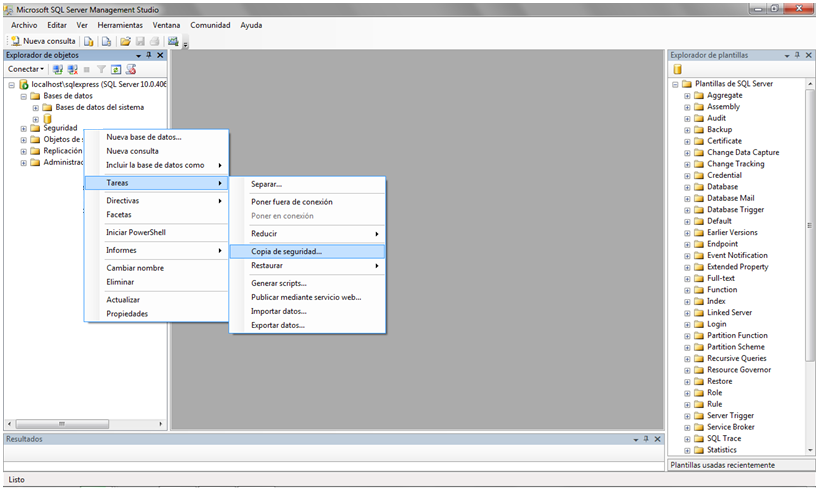 Microsoft SQL Server Management Studio
Archivo Editar Ver Herramientas Ventana Comunidad Ayuda
Nueva consulta
Explorador de objetos
Conectar
localhost\sqlexpress (SQL Server 10.0.406
Bases de datos
Bases de datos del sistema
Seguridad
Objetos de s
Replicación
Administrac
Nueva base de datos...
Nueva consulta
Incluir la base de datos como
Tareas
Directivas
Facetas
Iniciar PowerShell
Informes
Cambiar nombre
Eliminar
Actualizar
Propiedades
Separar...
Poner fuera de conexión
Poner en conexión
Reducir
Copia de seguridad...
Restaurar
Generar scripts...
Publicar mediante servicio web...
Importar datos...
Exportar datos...
Explorador de plantillas
Plantillas de SQL Server
Aggregate
Assembly
Audit
Backup
Certificate
Change Data Capture
Change Tracking
Credential
Database
Database Mail
Database Trigger
Default
Earlier Versions
Endpoint
Event Notification
Extended Property
Full-text
Function
Index
Linked Server
Login
Partition Function
Partition Scheme
Recursive Queries
Resource Governor
Restore
Role
Rule
Server Trigger
Service Broker
SQL Trace
Statistics
Plantillas usadas recientemente
Resultados
Listo